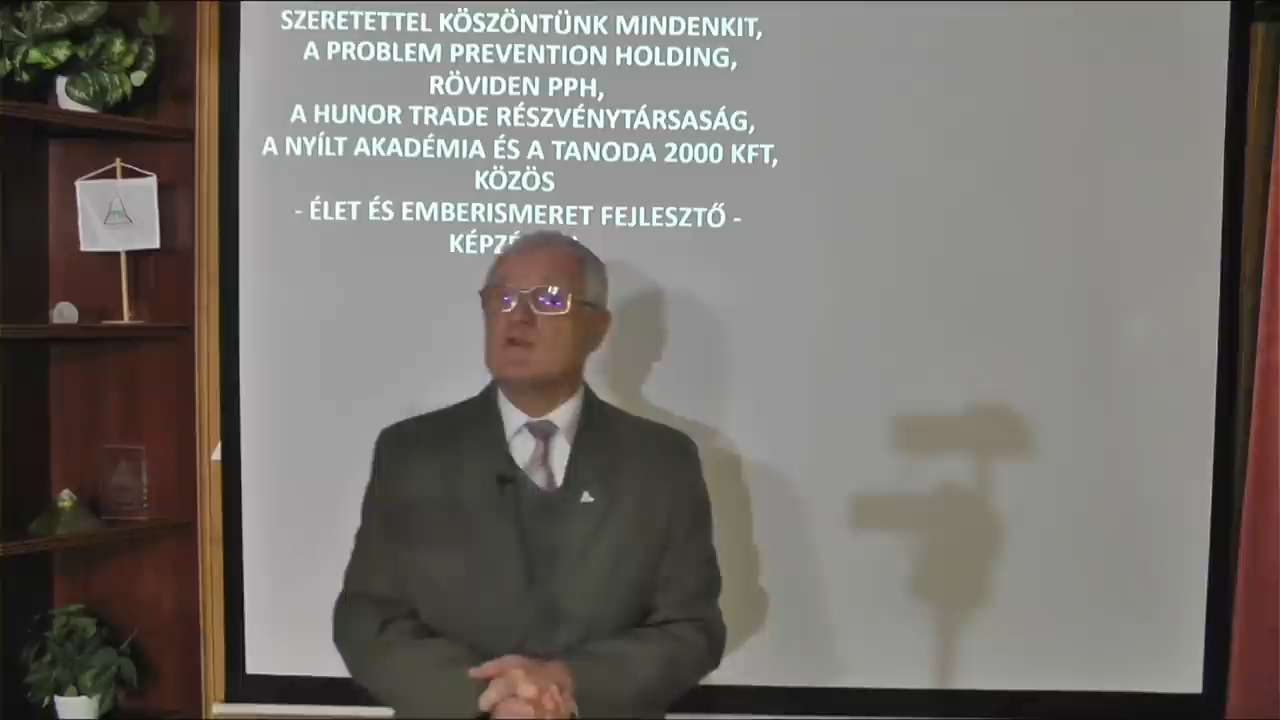 SZERETETTEL KÖSZÖNTÜNK MINDENKIT,
A PROBLEM PREVENTION HOLDING,
RÖVIDEN PPH,
A HUNOR TRADE RÉSZVÉNYTÁRSASÁG,
A NYÍLT AKADÉMIA ÉS A TANODA 2000 KFT,
KÖZÖS
- ÉLET ÉS EMBERISMERET FEJLESZTŐ -